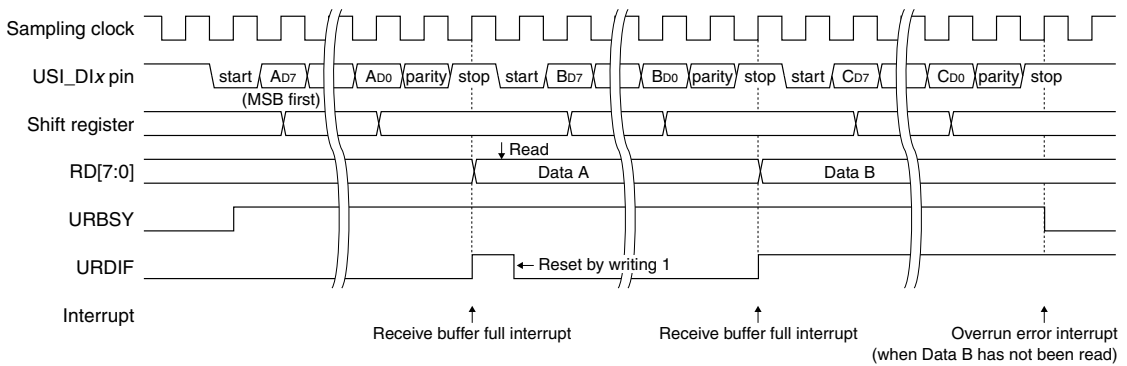 Sampling clock
USI_DIx pin
start AD7 AD0 parity stop start BD7 BD0 parity stop start CD7 CD0 parity stop
(MSB first)
Shift register
Read
RD[7:0]
Data A
Data B
URBSY
URDIF
Reset by writing 1
Interrupt
Receive buffer full interrupt
Receive buffer full interrupt
Overrun error interrupt
(when Data B has not been read)